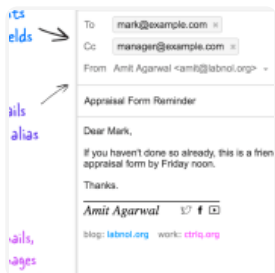 elds
To mark@example.com ×
Cc manager@example.com ×
From Amit Agarwal <amit@labnol.org>
ails
alias
Appraisal Form Reminder
Dear Mark,
If you haven't done so already, this is a frien
appraisal form by Friday noon.
Thanks.
Amit Agarwal
blog: labnol.org work: ctrlq.org
ails,
ages